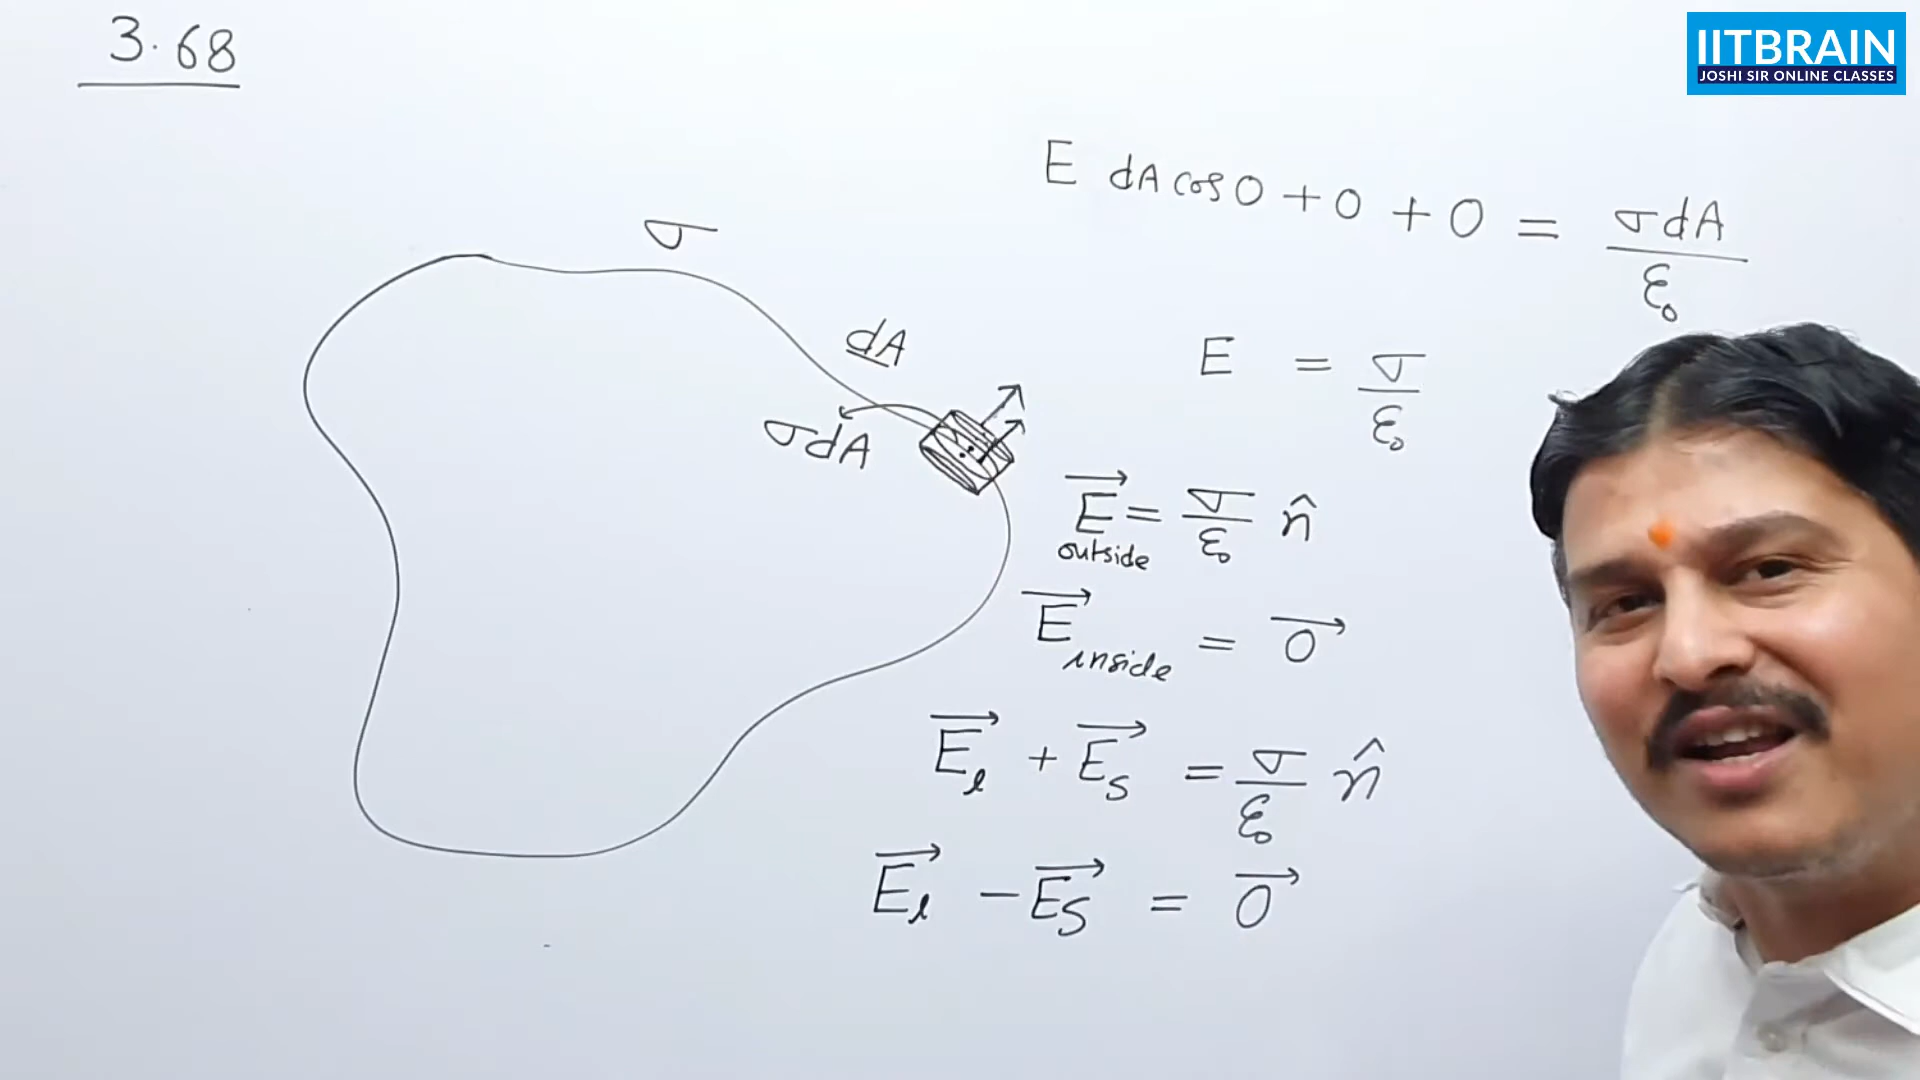 3.68
IITBRAIN
JOSHI SIR ONLINE CLASSES
E dA cos 0 + 0 + 0 = σdA/ε₀
σ
dA
σdA
E = σ/ε₀
E⃗ outside = σ/ε₀ n̂
E⃗ inside = 0⃗
E⃗ₗ + E⃗ₛ = σ/ε₀ n̂
E⃗ₗ − E⃗ₛ = 0⃗